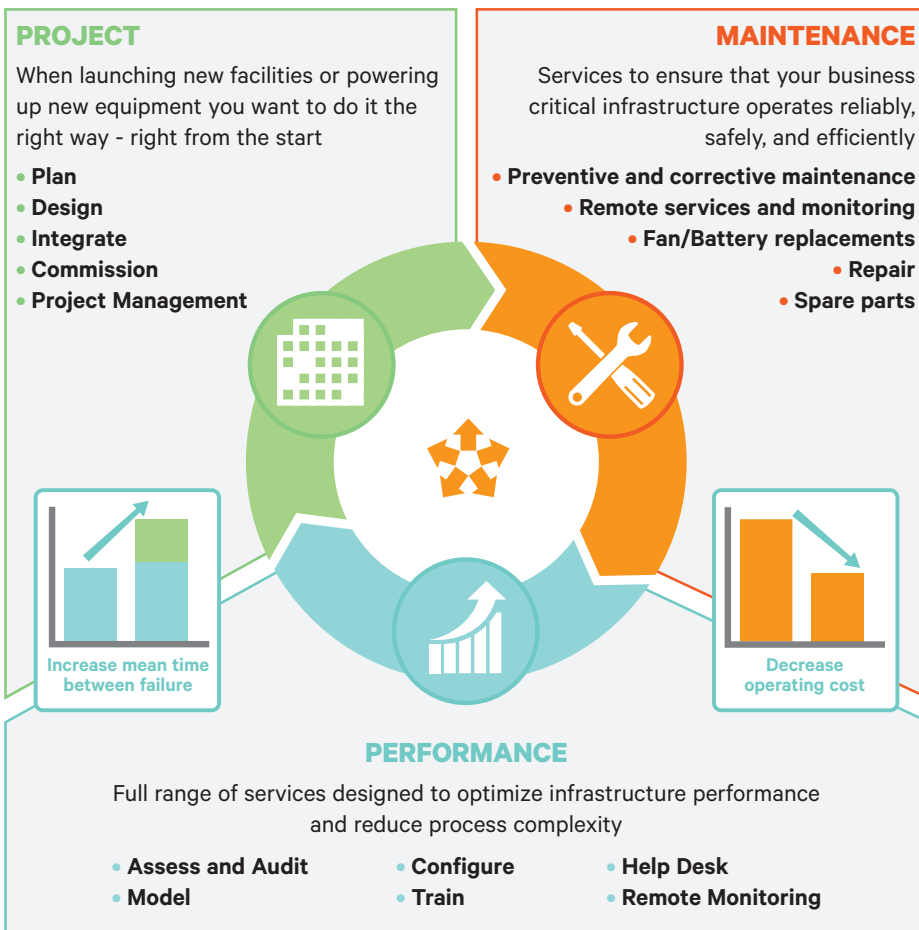 PROJECT
When launching new facilities or powering
up new equipment you want to do it the
right way - right from the start
• Plan
• Design
• Integrate
• Commission
• Project Management
MAINTENANCE
Services to ensure that your business
critical infrastructure operates reliably,
safely, and efficiently
• Preventive and corrective maintenance
• Remote services and monitoring
• Fan/Battery replacements
• Repair
• Spare parts
Increase mean time
between failure
Decrease
operating cost
PERFORMANCE
Full range of services designed to optimize infrastructure performance
and reduce process complexity
• Assess and Audit
• Model
• Configure
• Train
• Help Desk
• Remote Monitoring